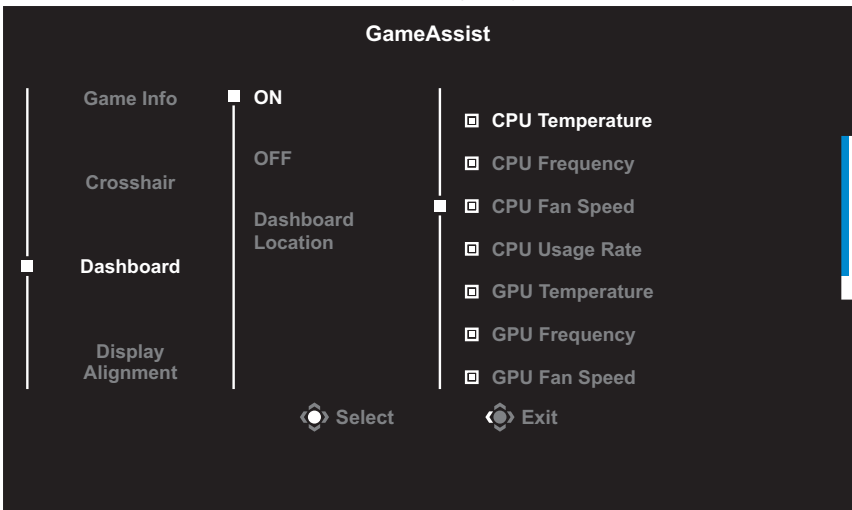 GameAssist
Game Info
Crosshair
Dashboard
Display
Alignment
ON
OFF
Dashboard
Location
CPU Temperature
CPU Frequency
CPU Fan Speed
CPU Usage Rate
GPU Temperature
GPU Frequency
GPU Fan Speed
Select
Exit